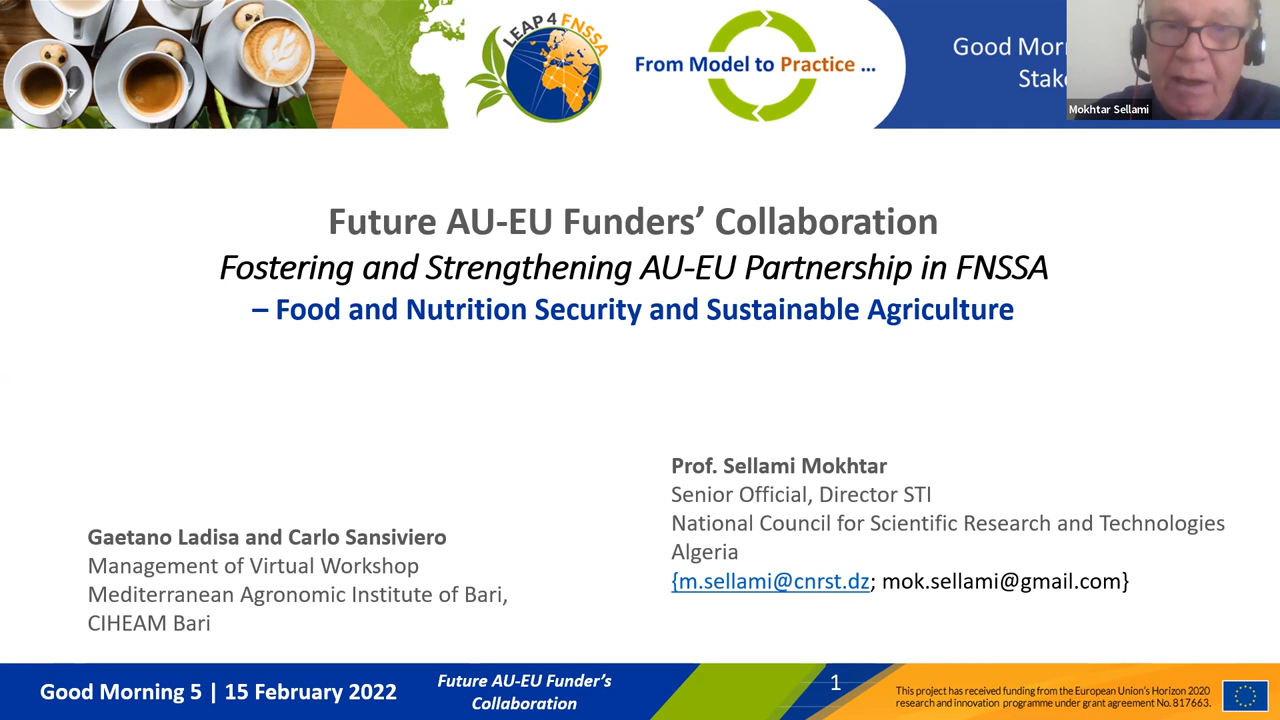 LEAP 4 FNSSA
From Model to Practice ...
Good Mor
Stak
Mokhtar Sellami
Future AU-EU Funders’ Collaboration
Fostering and Strengthening AU-EU Partnership in FNSSA
– Food and Nutrition Security and Sustainable Agriculture
Gaetano Ladisa and Carlo Sansiviero
Management of Virtual Workshop
Mediterranean Agronomic Institute of Bari,
CIHEAM Bari
Prof. Sellami Mokhtar
Senior Official, Director STI
National Council for Scientific Research and Technologies
Algeria
{m.sellami@cnrst.dz; mok.sellami@gmail.com}
Good Morning 5 | 15 February 2022
Future AU-EU Funder’s
Collaboration
1
This project has received funding from the European Union’s Horizon 2020
research and innovation programme under grant agreement No. 817663.